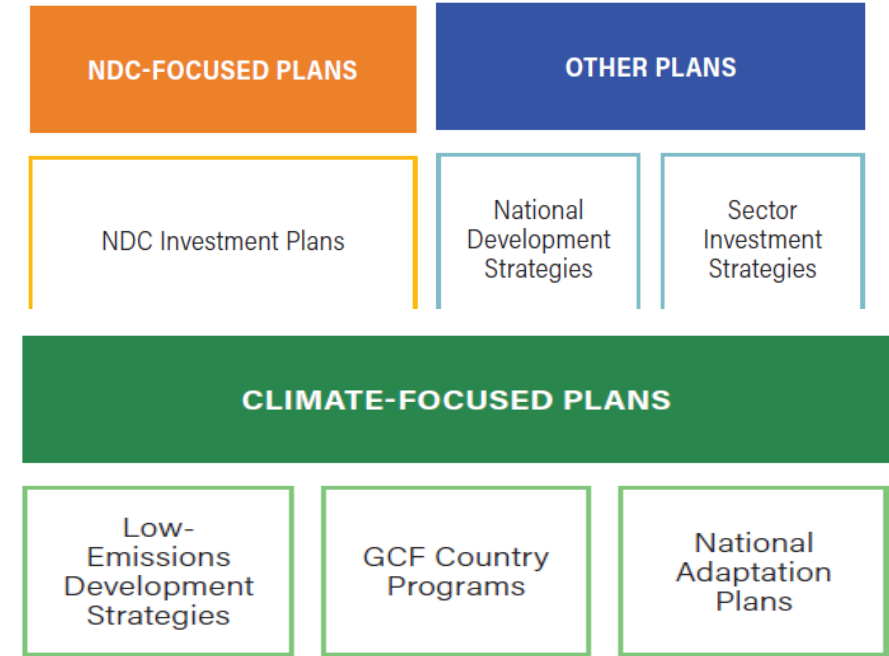 NDC-FOCUSED PLANS
OTHER PLANS
NDC Investment Plans
National
Development
Strategies
Sector
Investment
Strategies
CLIMATE-FOCUSED PLANS
Low-
Emissions
Development
Strategies
GCF Country
Programs
National
Adaptation
Plans